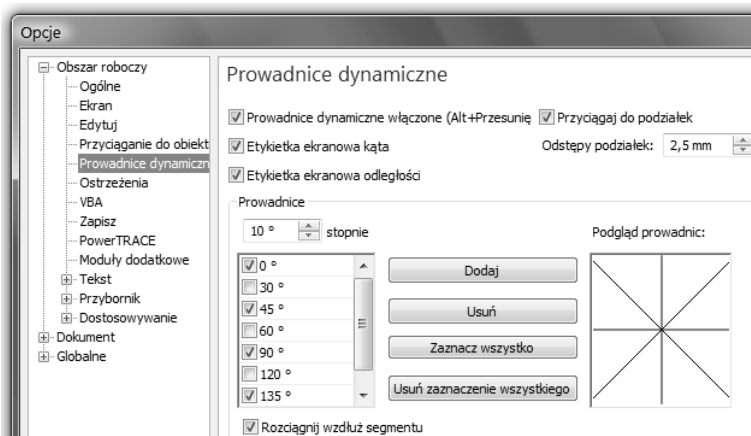 Opcje
Obszar roboczy
Ogólne
Ekran
Edytuj
Przyciąganie do obiekt
Prowadnice dynamiczn
Ostrzeżenia
VBA
Zapisz
PowerTRACE
Moduły dodatkowe
Tekst
Przybornik
Dostosowywanie
Dokument
Globalne
Prowadnice dynamiczne
Prowadnice dynamiczne włączone (Alt+Przesunię
Przyciągaj do podziałek
Etykietka ekranowa kąta
Odstępy podziałek: 2,5 mm
Etykietka ekranowa odległości
Prowadnice
10 ° stopnie
Podgląd prowadnic:
0 °
30 °
45 °
60 °
90 °
120 °
135 °
Dodaj
Usuń
Zaznacz wszystko
Usuń zaznaczenie wszystkiego
Rozciągnij wzdłuż segmentu